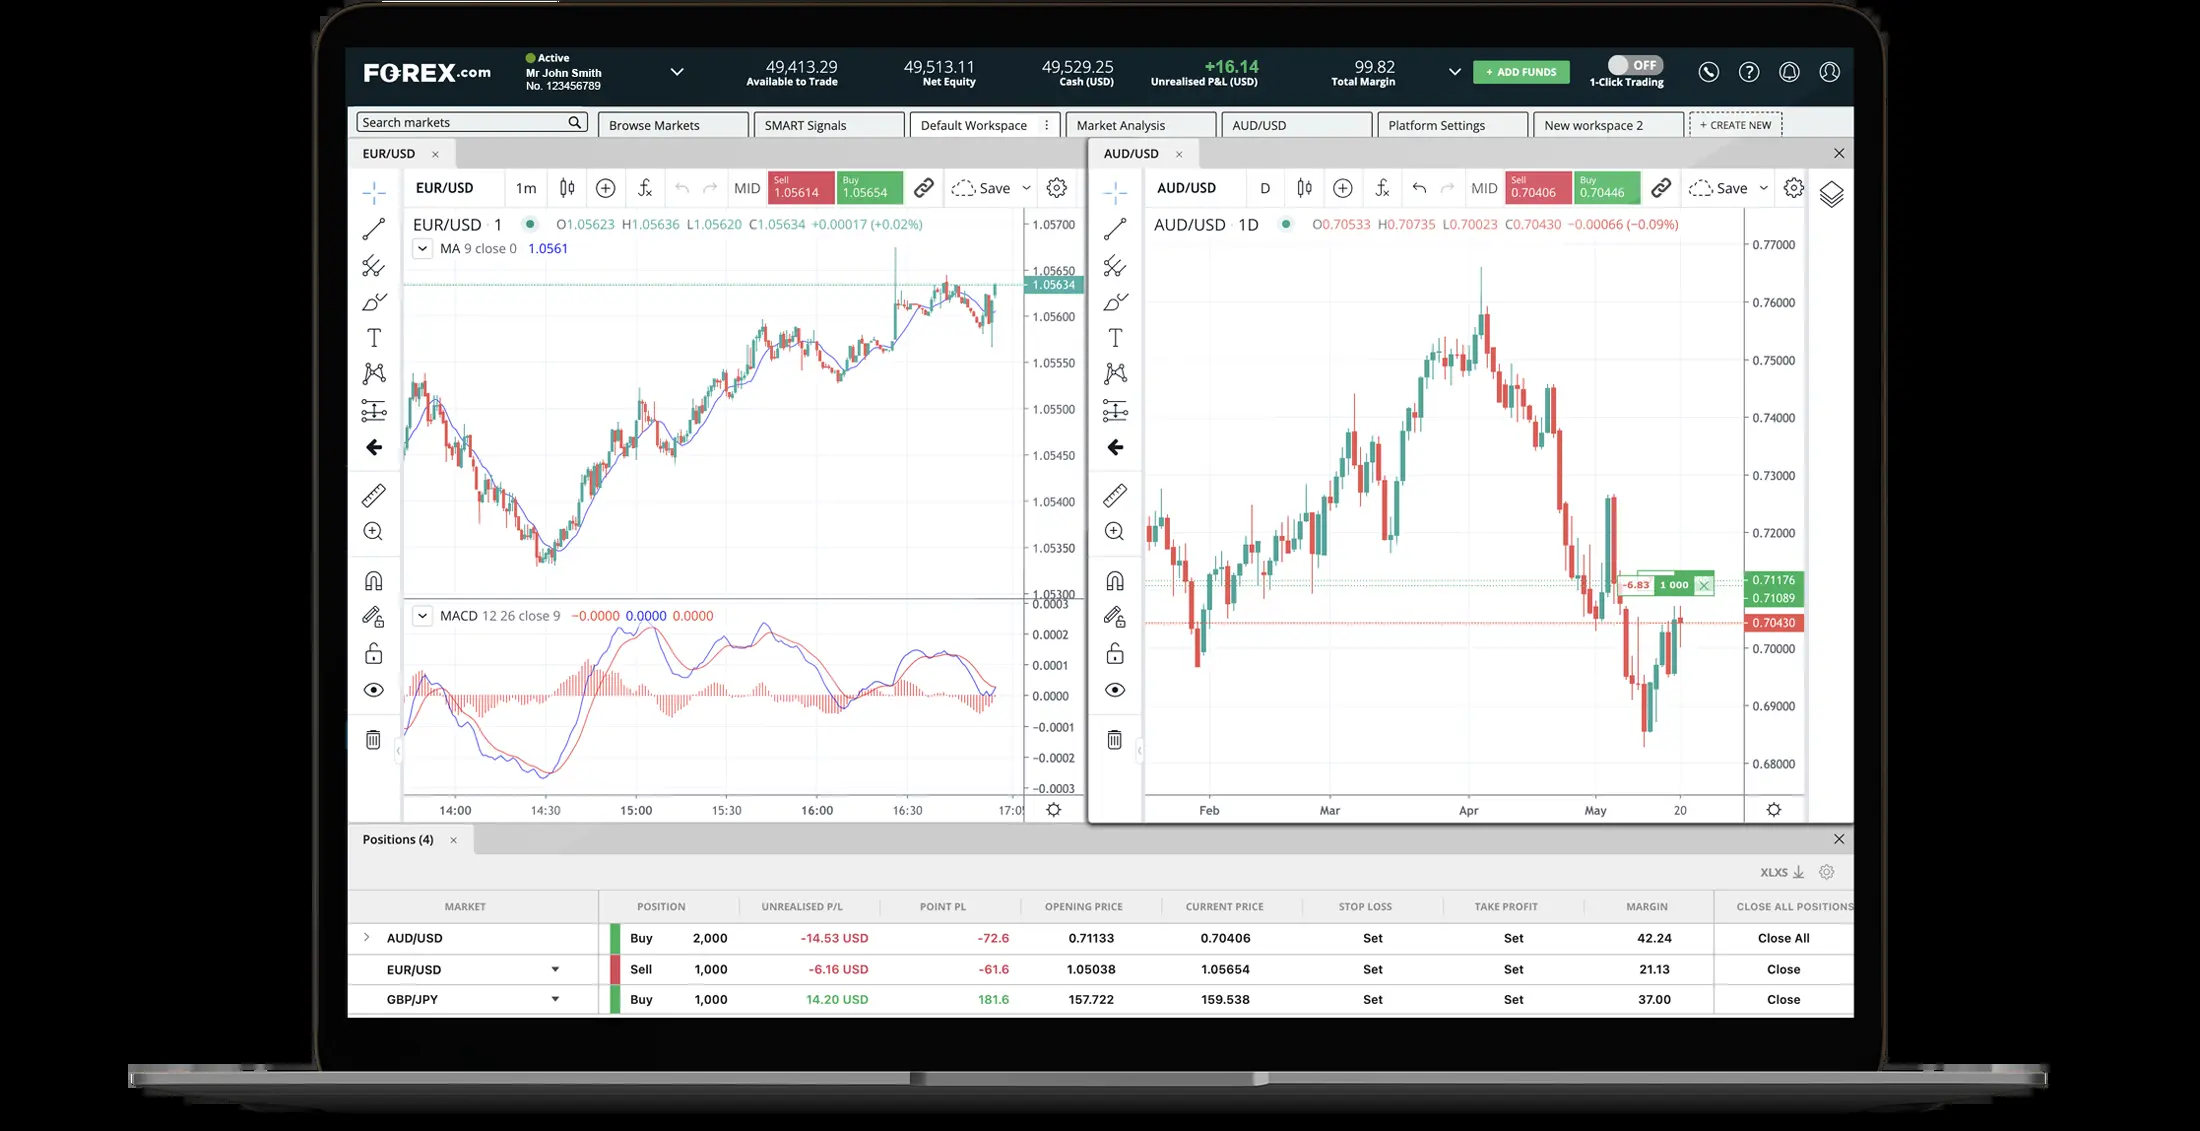 FOREX.com
Active
Mr John Smith
No. 123456789
49,413.29
Available to Trade
49,513.11
Net Equity
49,529.25
Cash (USD)
+16.14
Unrealised P&L (USD)
99.82
Total Margin
+ ADD FUNDS
OFF
1-Click Trading
Search markets
Browse Markets
SMART Signals
Default Workspace
Market Analysis
AUD/USD
Platform Settings
New workspace 2
+ CREATE NEW
EUR/USD
EUR/USD 1m MID Sell 1.05614 Buy 1.05654 Save
EUR/USD 1 O1.05623 H1.05636 L1.05620 C1.05634 +0.00017 (+0.02%)
MA 9 close 0 1.0561
1.05700
1.05650
1.05634
1.05600
1.05550
1.05500
1.05450
1.05400
1.05350
1.05300
MACD 12 26 close 9 −0.0000 0.0000 0.0000
0.0003
0.0002
0.0001
0.0000
−0.0001
−0.0002
−0.0003
14:00 14:30 15:00 15:30 16:00 16:30 17:05
AUD/USD
AUD/USD D MID Sell 0.70406 Buy 0.70446 Save
AUD/USD 1D O0.70533 H0.70735 L0.70023 C0.70430 −0.00066 (−0.09%)
0.77000
0.76000
0.75000
0.74000
0.73000
0.72000
0.71176
0.71089
0.70430
0.70000
0.69000
0.68000
-6.83 1 000
Feb Mar Apr May 20
Positions (4)
XLXS
MARKET POSITION UNREALISED P/L POINT PL OPENING PRICE CURRENT PRICE STOP LOSS TAKE PROFIT MARGIN CLOSE ALL POSITIONS
AUD/USD Buy 2,000 -14.53 USD -72.6 0.71133 0.70406 Set Set 42.24 Close All
EUR/USD Sell 1,000 -6.16 USD -61.6 1.05038 1.05654 Set Set 21.13 Close
GBP/JPY Buy 1,000 14.20 USD 181.6 157.722 159.538 Set Set 37.00 Close